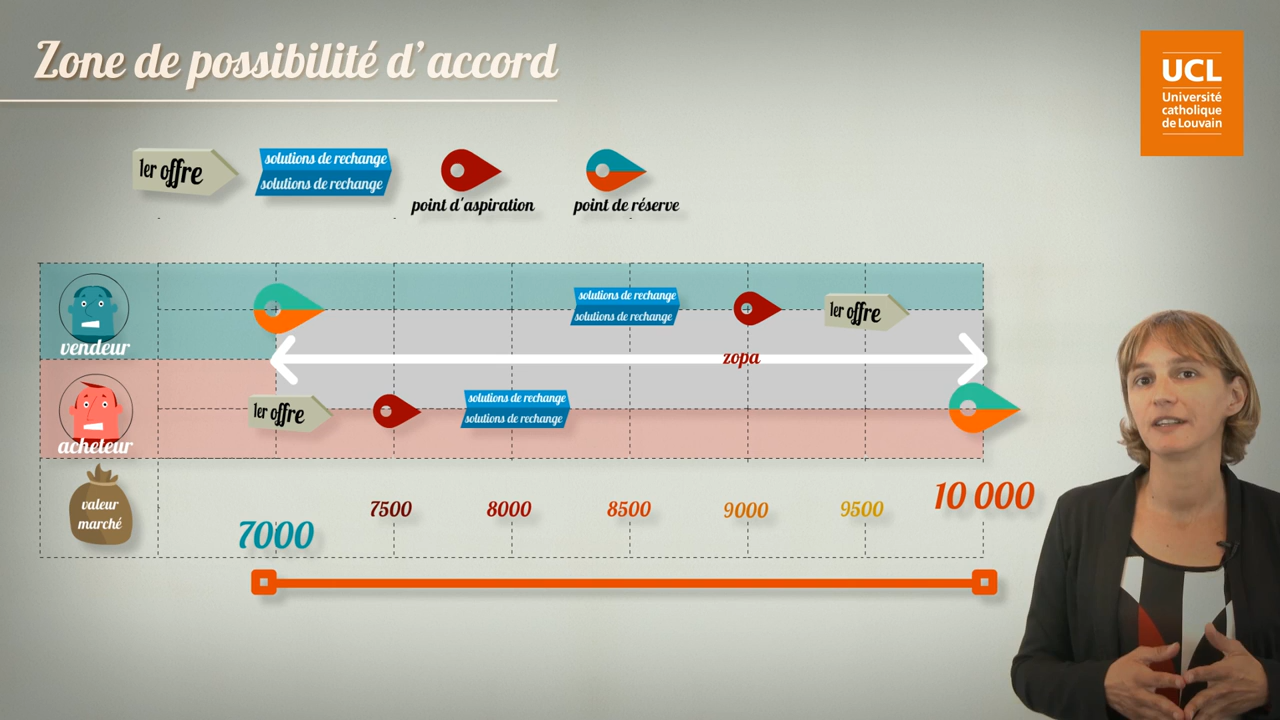 Zone de possibilité d'accord
UCL
Université
catholique
de Louvain
1er offre
solutions de rechange
solutions de rechange
point d'aspiration
point de réserve
vendeur
solutions de rechange
solutions de rechange
1er offre
zopa
acheteur
1er offre
solutions de rechange
solutions de rechange
valeur
marché
7000
7500
8000
8500
9000
9500
10 000